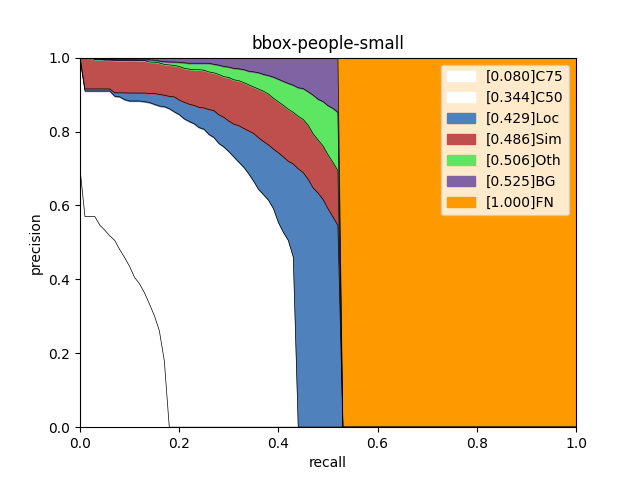 bbox-people-small
1.0
0.8
0.6
0.4
0.2
0.0
precision
[0.080]C75
[0.344]C50
[0.429]Loc
[0.486]Sim
[0.506]Oth
[0.525]BG
[1.000]FN
0.0 0.2 0.4 0.6 0.8 1.0
recall